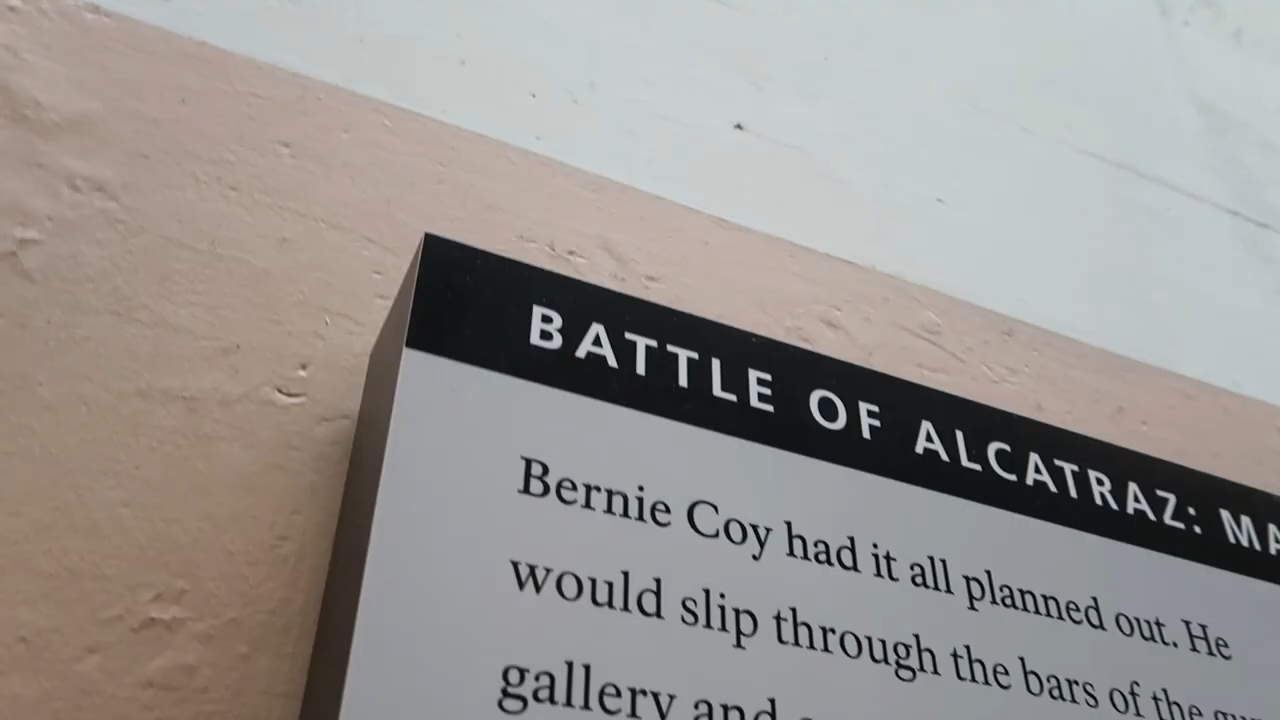 BATTLE OF ALCATRAZ:
Bernie Coy had it all planned out. He
would slip through the bars of the
gallery and